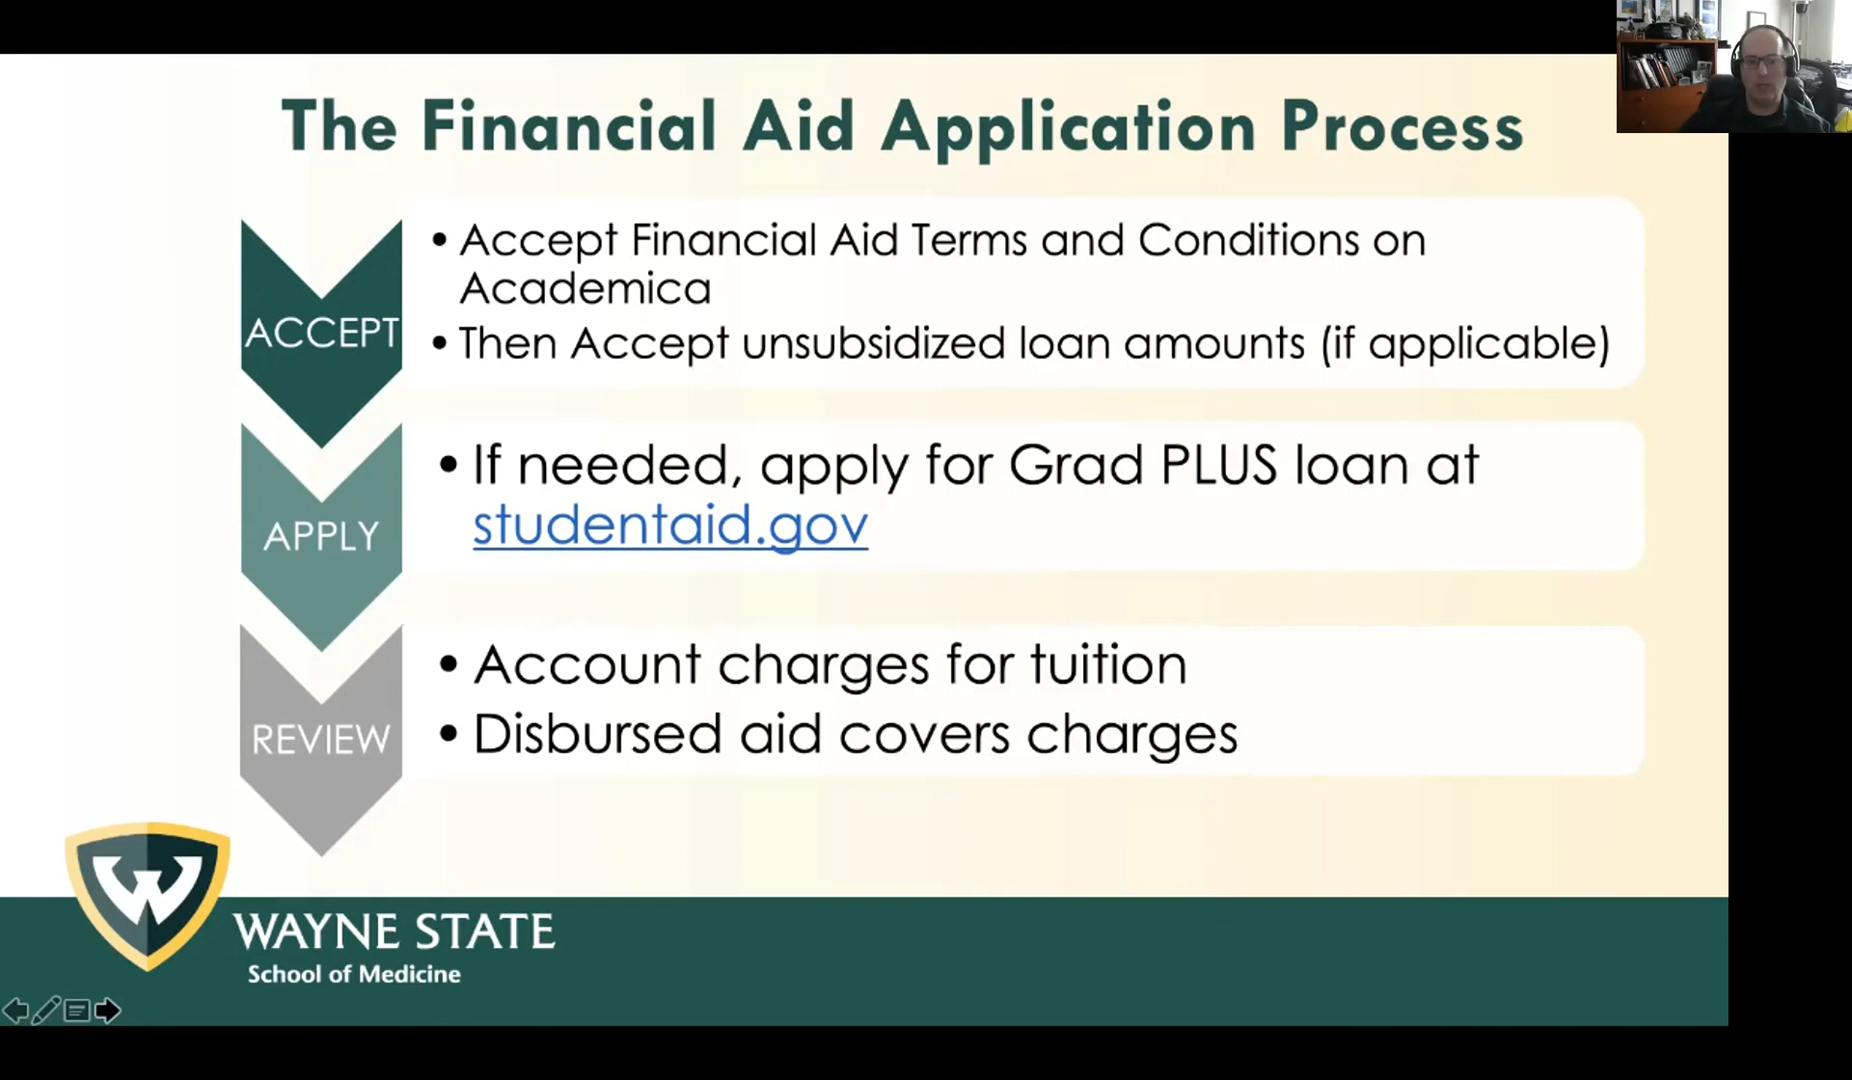 The Financial Aid Application Process
ACCEPT
• Accept Financial Aid Terms and Conditions on
Academica
• Then Accept unsubsidized loan amounts (if applicable)
APPLY
• If needed, apply for Grad PLUS loan at
studentaid.gov
REVIEW
• Account charges for tuition
• Disbursed aid covers charges
W
WAYNE STATE
School of Medicine